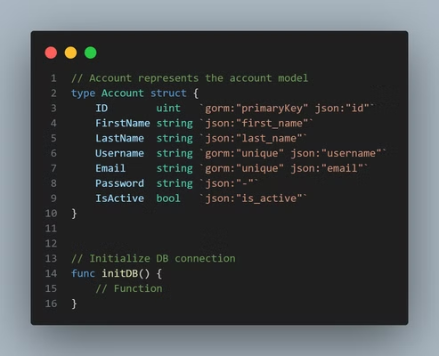 1 // Account represents the account model
2 type Account struct {
3     ID        uint   `gorm:"primaryKey" json:"id"`
4     FirstName string `json:"first_name"`
5     LastName  string `json:"last_name"`
6     Username  string `gorm:"unique" json:"username"`
7     Email     string `gorm:"unique" json:"email"`
8     Password  string `json:"-"`
9     IsActive  bool   `json:"is_active"`
10 }
11
12
13 // Initialize DB connection
14 func initDB() {
15     // Function
16 }